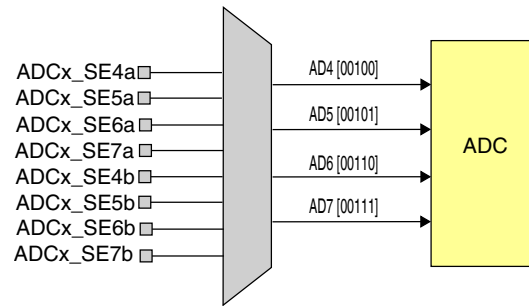 ADCx_SE4a
ADCx_SE5a
ADCx_SE6a
ADCx_SE7a
ADCx_SE4b
ADCx_SE5b
ADCx_SE6b
ADCx_SE7b
AD4 [00100]
AD5 [00101]
AD6 [00110]
AD7 [00111]
ADC